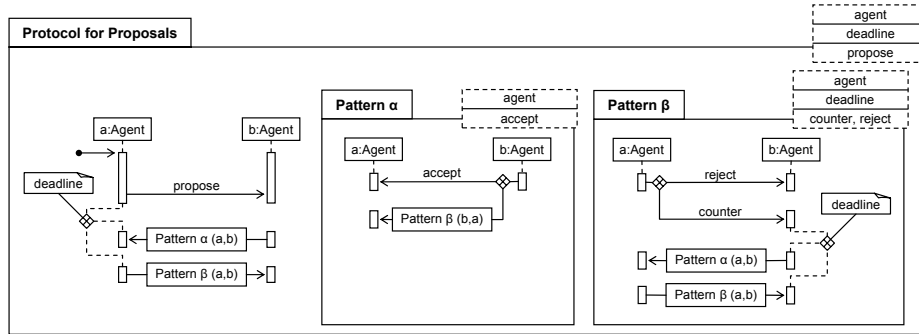 Protocol for Proposals
agent
deadline
propose
a:Agent
b:Agent
deadline
propose
Pattern α (a,b)
Pattern β (a,b)
Pattern α
agent
accept
a:Agent
b:Agent
accept
Pattern β (b,a)
Pattern β
agent
deadline
counter, reject
a:Agent
b:Agent
reject
counter
deadline
Pattern α (a,b)
Pattern β (a,b)